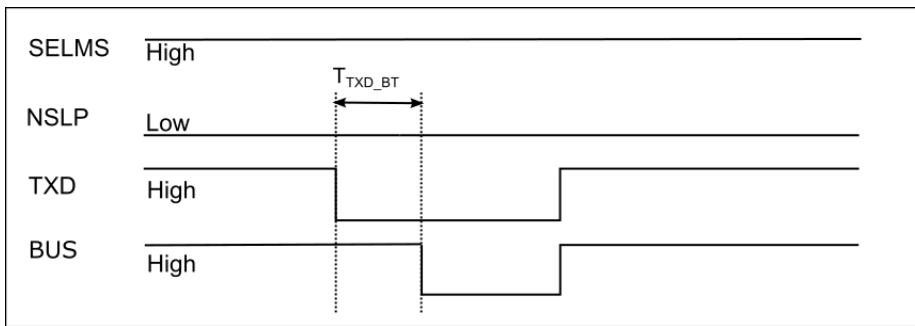 SELMS High
T_TXD_BT
NSLP Low
TXD High
BUS High